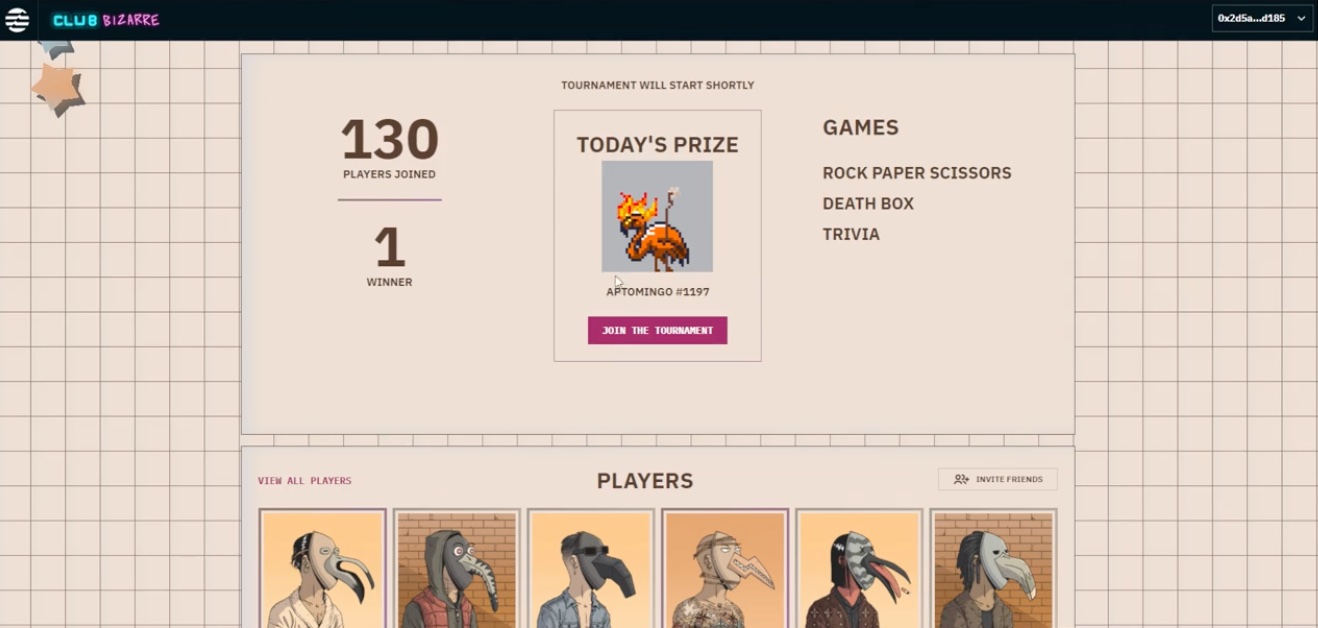 CLUB BIZARRE
0x2d5a...d185
TOURNAMENT WILL START SHORTLY
130
PLAYERS JOINED
1
WINNER
TODAY'S PRIZE
APTOMINGO #1197
JOIN THE TOURNAMENT
GAMES
ROCK PAPER SCISSORS
DEATH BOX
TRIVIA
VIEW ALL PLAYERS
PLAYERS
INVITE FRIENDS